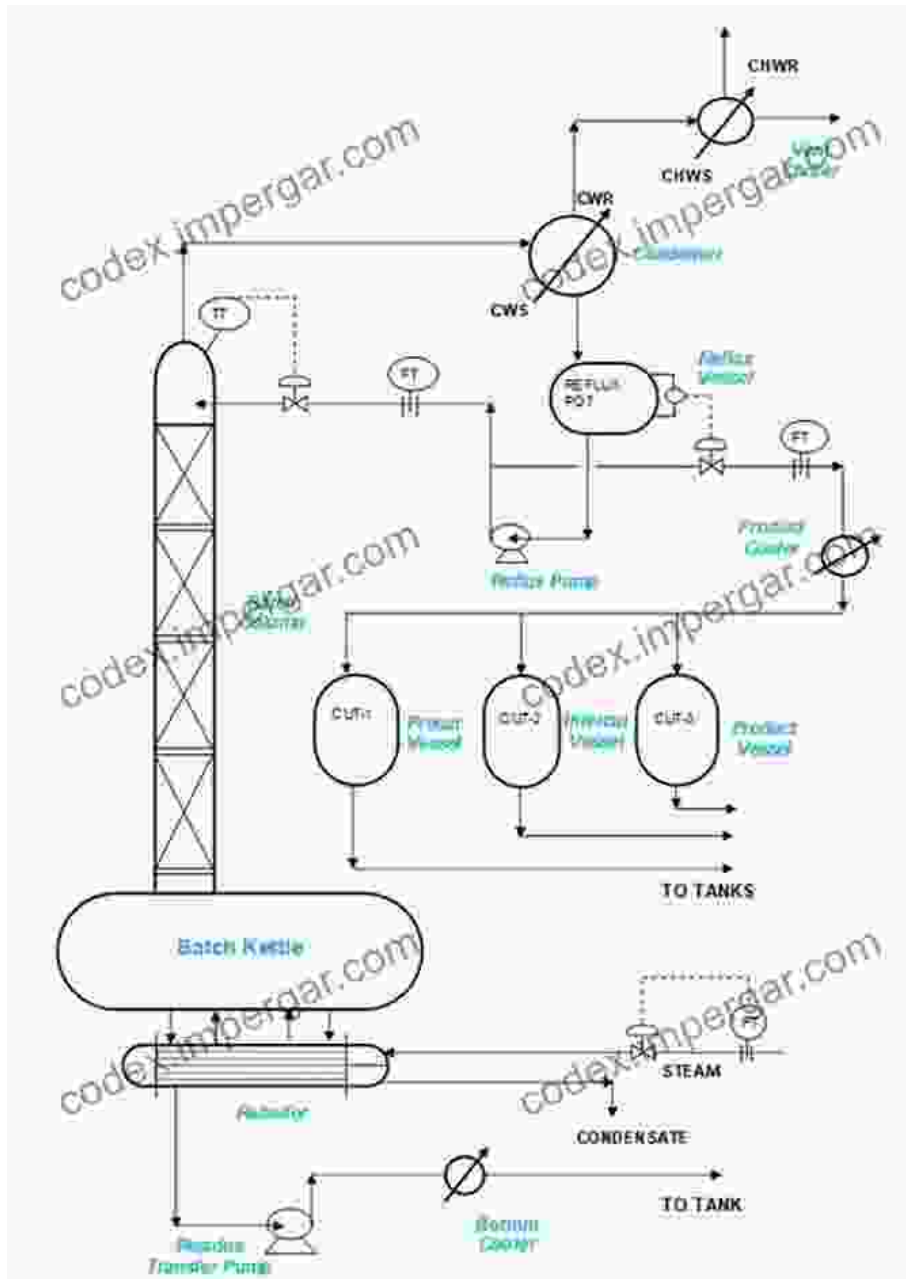 CHWR
CHWS
Vent
CWR
CWS
Condenser
TT
FT
REFLUX
POT
Reflux
Vessel
FT
Product
Cooler
Reflux Pump
Batch
CUT-1
CUT-2
CUT-3
Vessel
Vessel
Product
Vessel
TO TANKS
Batch Kettle
FT
STEAM
Reboiler
CONDENSATE
TO TANK
Bottom
Cooler
Residue
Transfer Pump
codex.impergar.com
codex.impergar.com
codex.impergar.com
codex.impergar.com
codex.impergar.com
codex.impergar.com